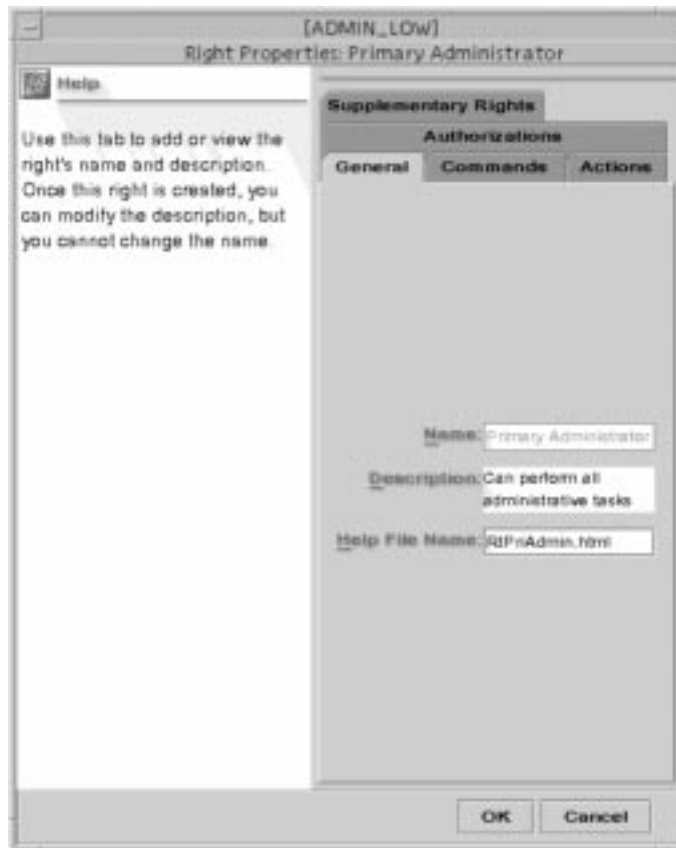 [ADMIN_LOW]
Right Properties: Primary Administrator
Help
Use this tab to add or view the
right's name and description.
Once this right is created, you
can modify the description, but
you cannot change the name.
Supplementary Rights
Authorizations
General Commands Actions
Name: Primary Administrator
Description: Can perform all
administrative tasks
Help File Name: RtPriAdmin.html
OK Cancel